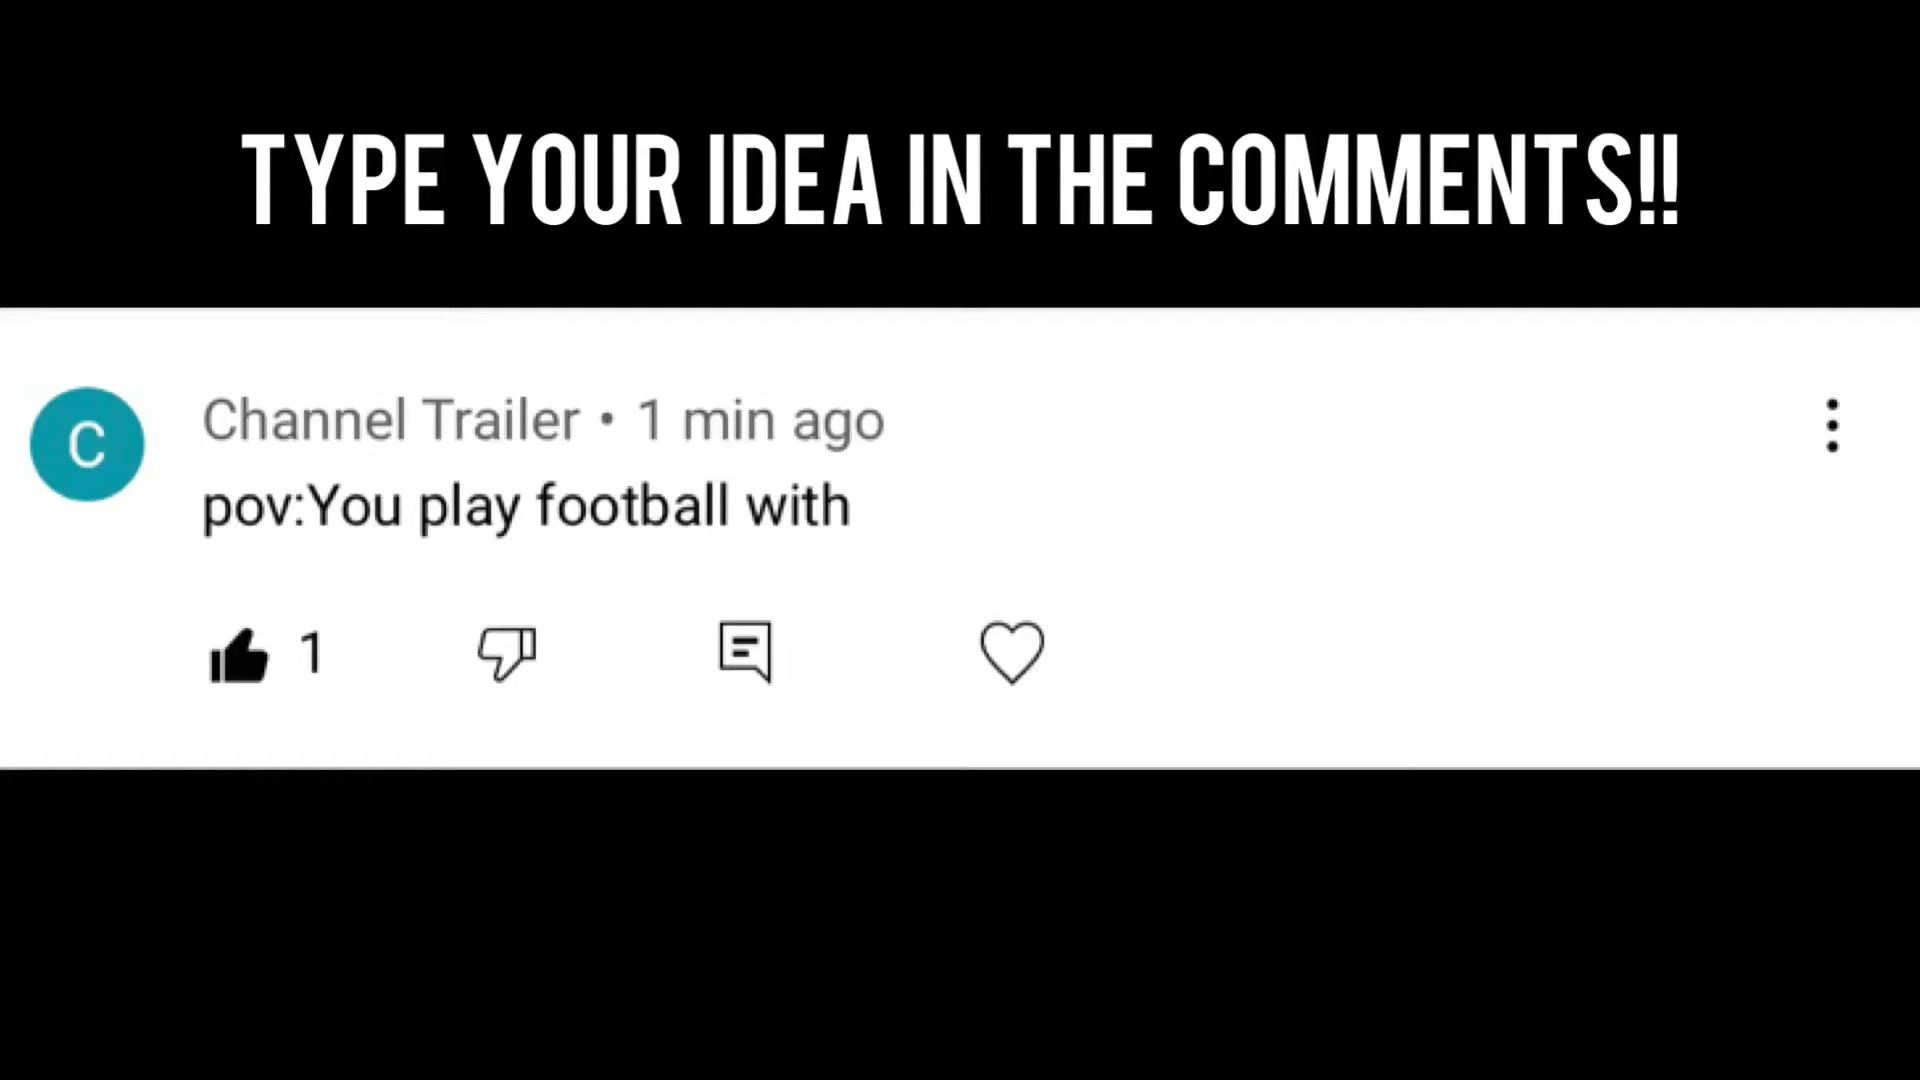 TYPE YOUR IDEA IN THE COMMENTS!!
C
Channel Trailer • 1 min ago
pov:You play football with
1